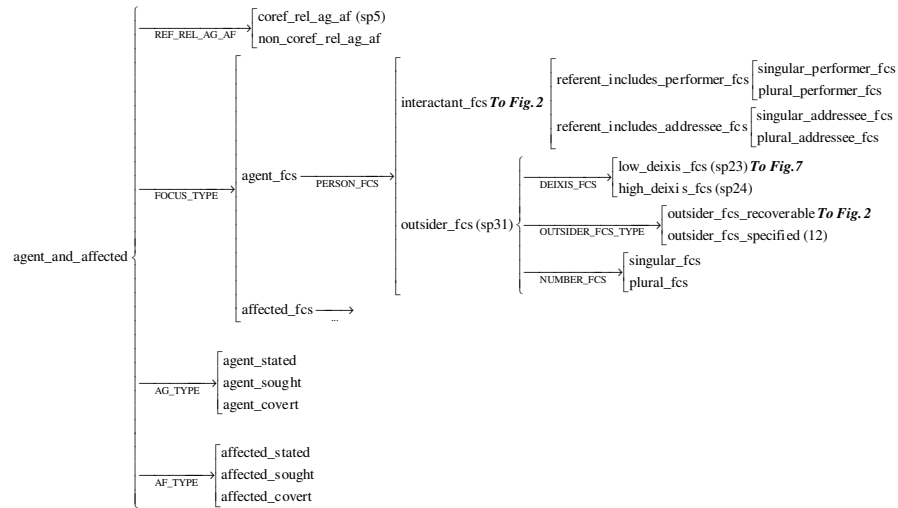 coref_rel_ag_af (sp5)
REF_REL_AG_AF
non_coref_rel_ag_af
singular_performer_fcs
referent_includes_performer_fcs
plural_performer_fcs
interactant_fcs To Fig. 2
singular_addressee_fcs
referent_includes_addressee_fcs
plural_addressee_fcs
low_deixis_fcs (sp23) To Fig.7
agent_fcs
PERSON_FCS
DEIXIS_FCS
FOCUS_TYPE
high_deixis_fcs (sp24)
outsider_fcs_recoverable To Fig. 2
outsider_fcs (sp31)
OUTSIDER_FCS_TYPE
outsider_fcs_specified (12)
agent_and_affected
singular_fcs
NUMBER_FCS
plural_fcs
affected_fcs
...
agent_stated
agent_sought
AG_TYPE
agent_covert
affected_stated
affected_sought
AF_TYPE
affected_covert